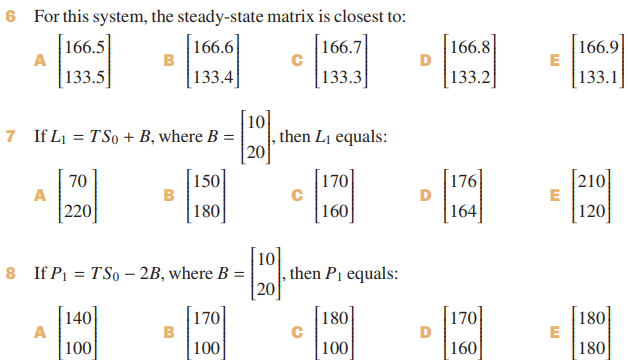 6 For this system, the steady-state matrix is closest to:
A [166.5 133.5] B [166.6 133.4] C [166.7 133.3] D [166.8 133.2] E [166.9 133.1]
7 If L₁ = TS₀ + B, where B = [10 20], then L₁ equals:
A [70 220] B [150 180] C [170 160] D [176 164] E [210 120]
8 If P₁ = TS₀ − 2B, where B = [10 20], then P₁ equals:
A [140 100] B [170 100] C [180 100] D [170 160] E [180 180]